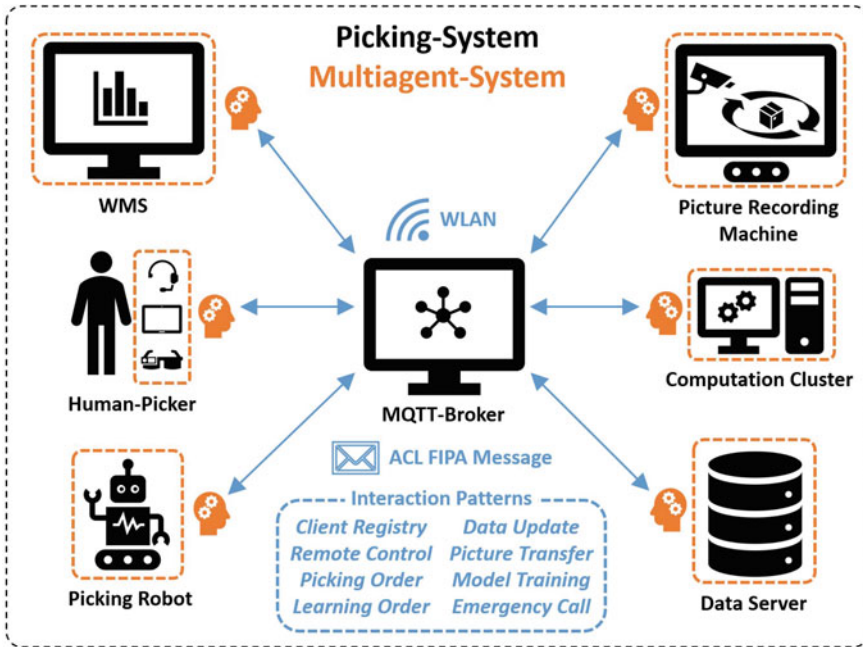 Picking-System
Multiagent-System
WMS
Picture Recording
Machine
WLAN
Human-Picker
MQTT-Broker
Computation Cluster
ACL FIPA Message
Picking Robot
Data Server
Interaction Patterns
Client Registry Data Update
Remote Control Picture Transfer
Picking Order Model Training
Learning Order Emergency Call